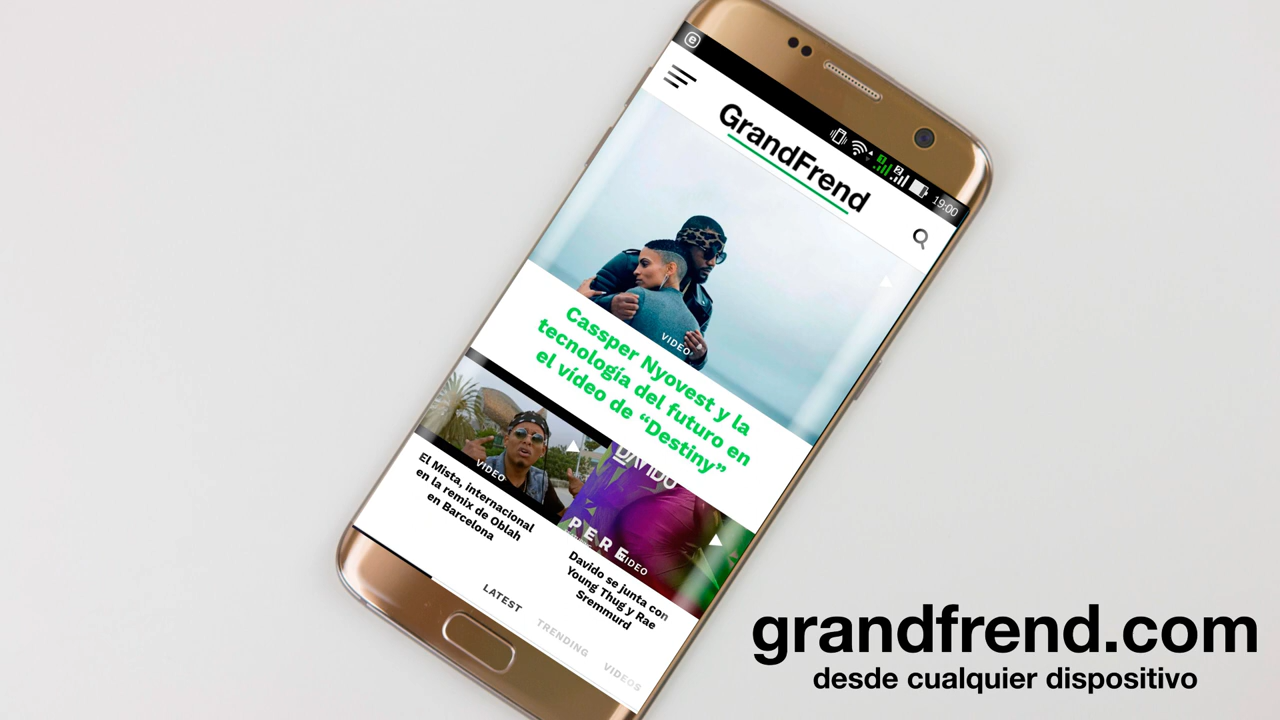 19:00
GrandFrend
VIDEO
Cassper Nyovest y la
tecnología del futuro en
el vídeo de “Destiny”
VIDEO
El Mista, internacional
en la remix de Oblah
en Barcelona
DAVIDO
PERE
VIDEO
Davido se junta con
Young Thug y Rae
Sremmurd
LATEST
TRENDING
VIDEOS
grandfrend.com
desde cualquier dispositivo